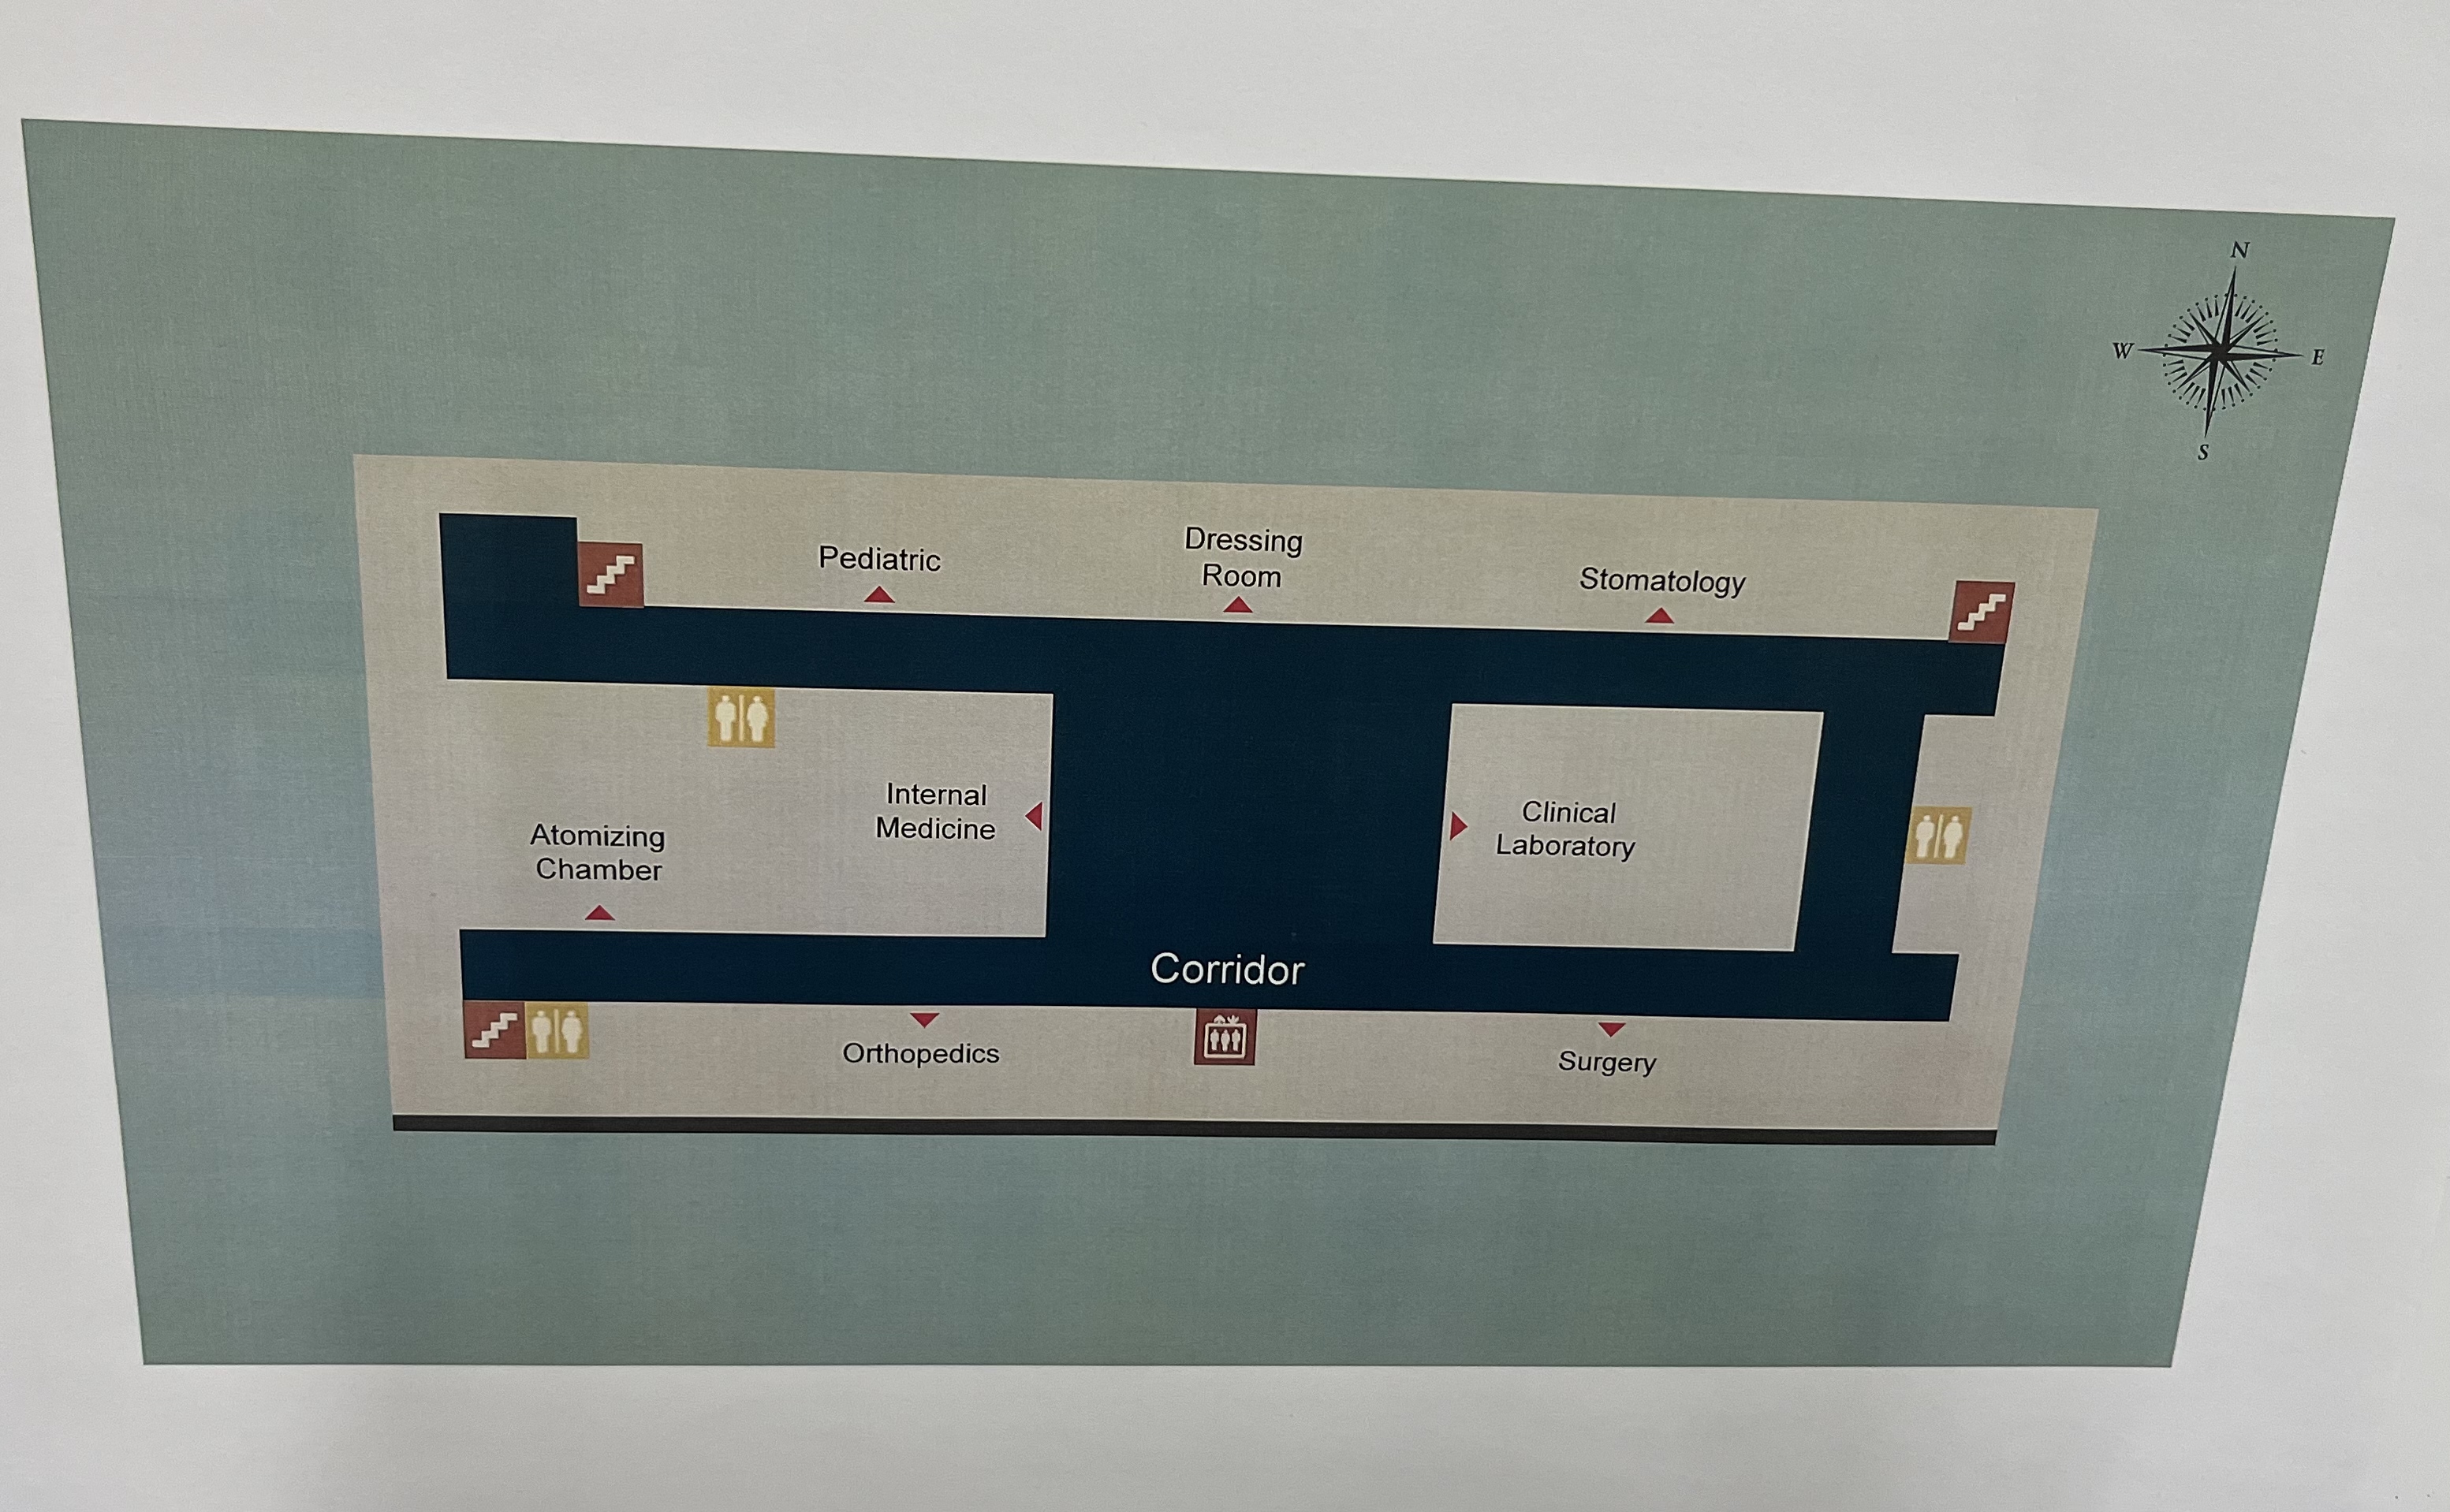 N
W
E
S
Pediatric
Dressing
Room
Stomatology
Internal
Medicine
Clinical
Laboratory
Atomizing
Chamber
Corridor
Orthopedics
Surgery